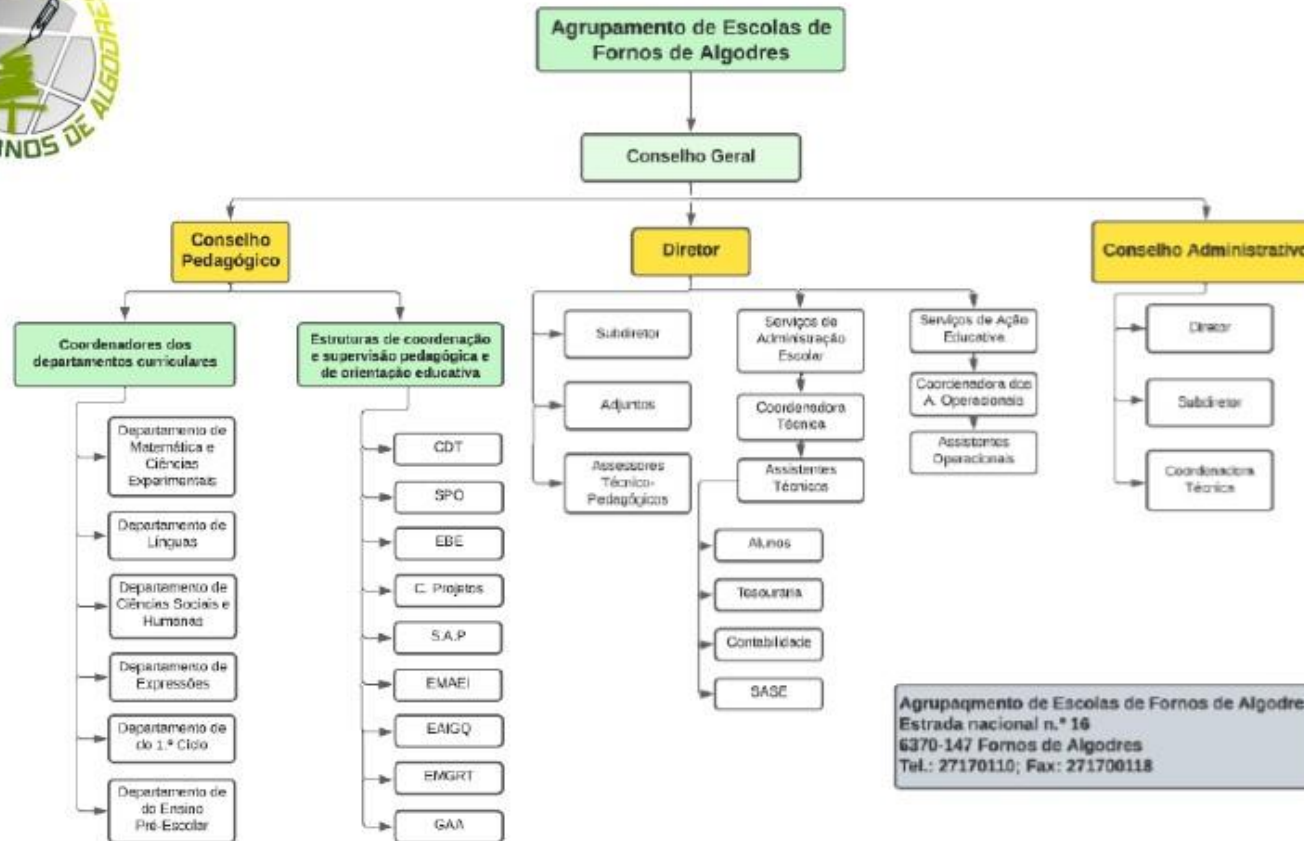 NOS DE ALGODRES
Agrupamento de Escolas de
Fornos de Algodres
Conselho Geral
Conselho
Pedagógico
Diretor
Conselho Administrativo
Coordenadores dos
departamentos curriculares
Estruturas de coordenação
e supervisão pedagógica e
de orientação educativa
Departamento de
Matemática e
Ciências
Experimentais
Departamento de
Línguas
Departamento de
Ciências Sociais e
Humanas
Departamento de
Expressões
Departamento de
do 1.º Ciclo
Departamento de
do Ensino
Pré-Escolar
CDT
SPO
EBE
C. Projetos
S.A.P
EMAEI
EAIGQ
EMGRT
GAA
Subdiretor
Adjuntos
Assessores
Técnico-
Pedagógicos
Serviços de
Administração
Escolar
Coordenadora
Técnica
Assistentes
Técnicos
Alunos
Tesouraria
Contabilidade
SASE
Serviços de Ação
Educativa
Coordenadora dos
A. Operacionais
Assistentes
Operacionais
Diretor
Subdiretor
Coordenadora
Técnica
Agrupaqmento de Escolas de Fornos de Algodre
Estrada nacional n.º 16
6370-147 Fornos de Algodres
Tel.: 27170110; Fax: 271700118